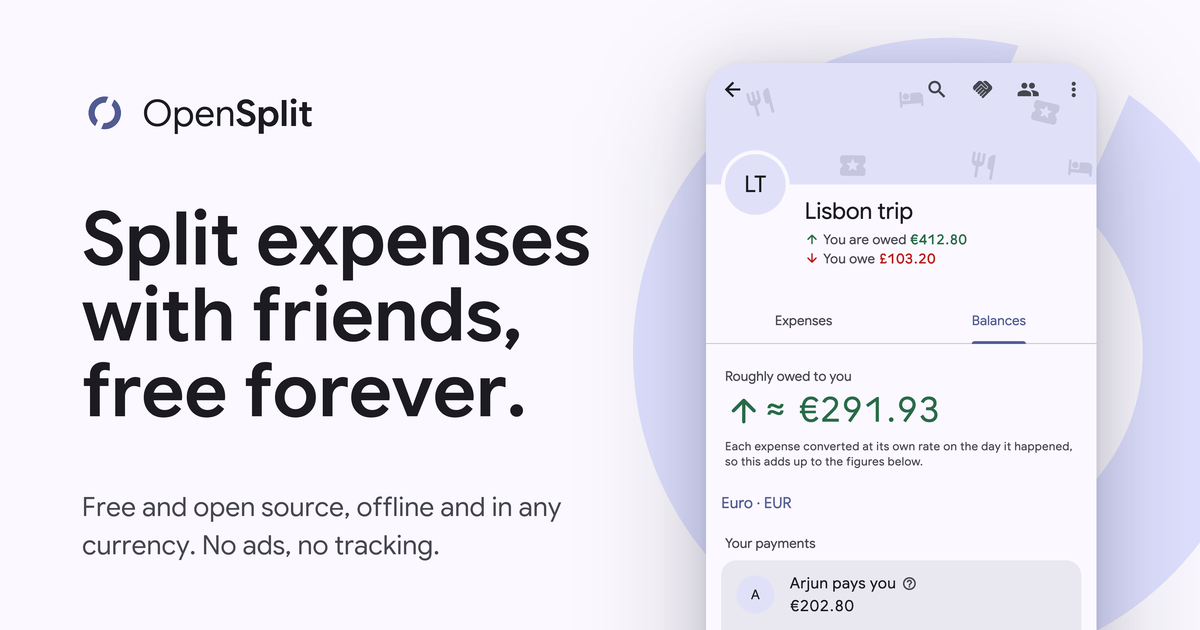 OpenSplit
Split expenses
with friends,
free forever.
Free and open source, offline and in any
currency. No ads, no tracking.
LT
Lisbon trip
↑ You are owed €412.80
↓ You owe £103.20
Expenses
Balances
Roughly owed to you
↑ ≈ €291.93
Each expense converted at its own rate on the day it happened,
so this adds up to the figures below.
Euro · EUR
Your payments
A
Arjun pays you
€202.80